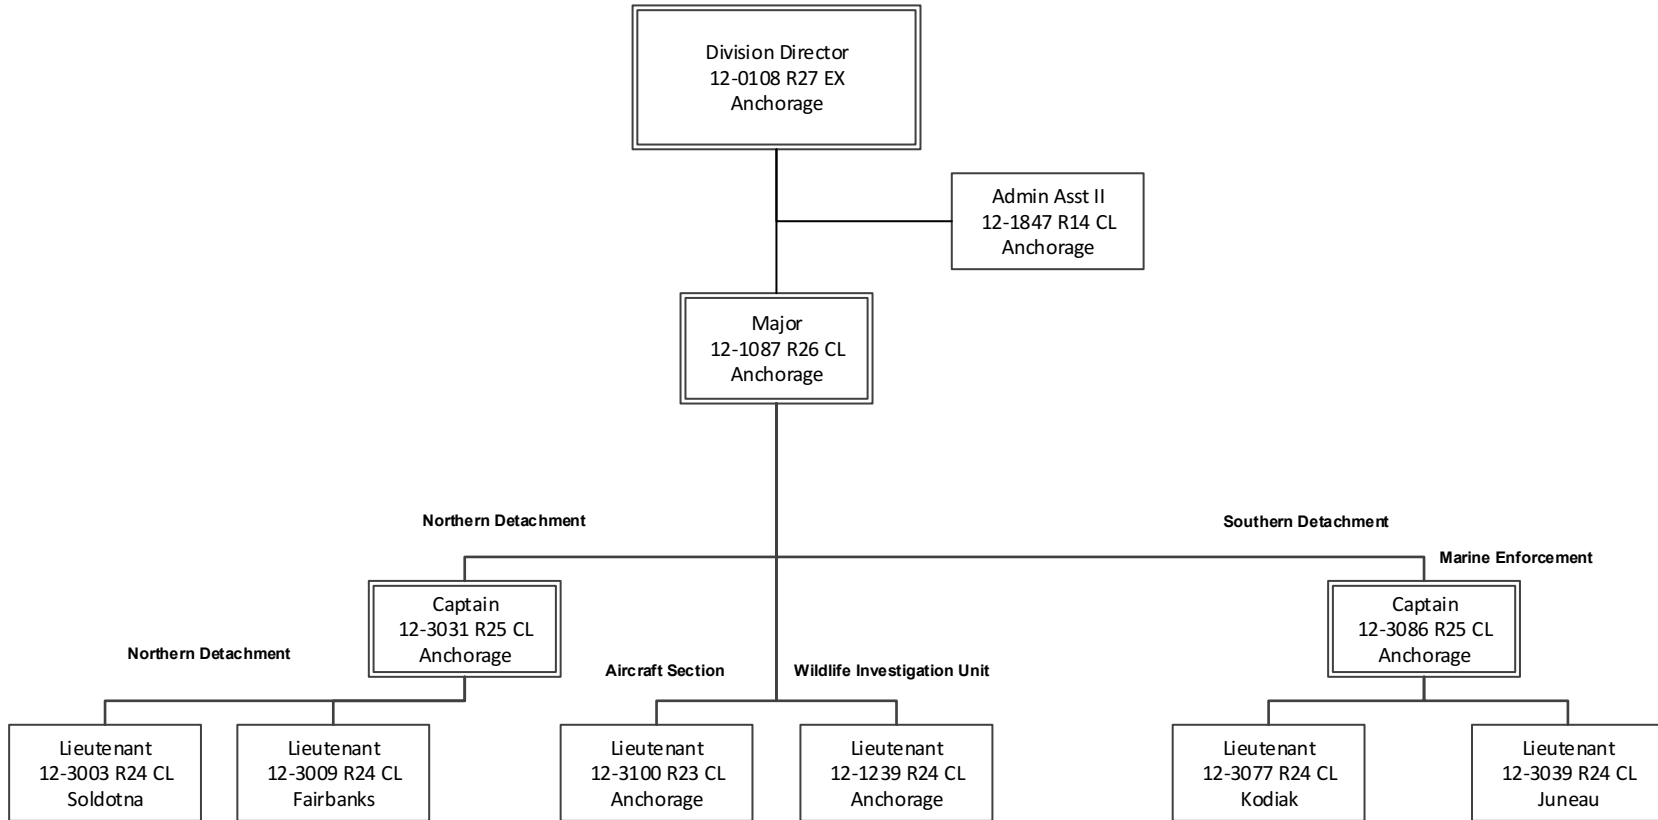 Division Director
12-0108 R27 EX
Anchorage
Admin Asst II
12-1847 R14 CL
Anchorage
Major
12-1087 R26 CL
Anchorage
Northern Detachment
Southern Detachment
Marine Enforcement
Captain
12-3031 R25 CL
Anchorage
Captain
12-3086 R25 CL
Anchorage
Northern Detachment
Aircraft Section
Wildlife Investigation Unit
Lieutenant
12-3003 R24 CL
Soldotna
Lieutenant
12-3009 R24 CL
Fairbanks
Lieutenant
12-3100 R23 CL
Anchorage
Lieutenant
12-1239 R24 CL
Anchorage
Lieutenant
12-3077 R24 CL
Kodiak
Lieutenant
12-3039 R24 CL
Juneau